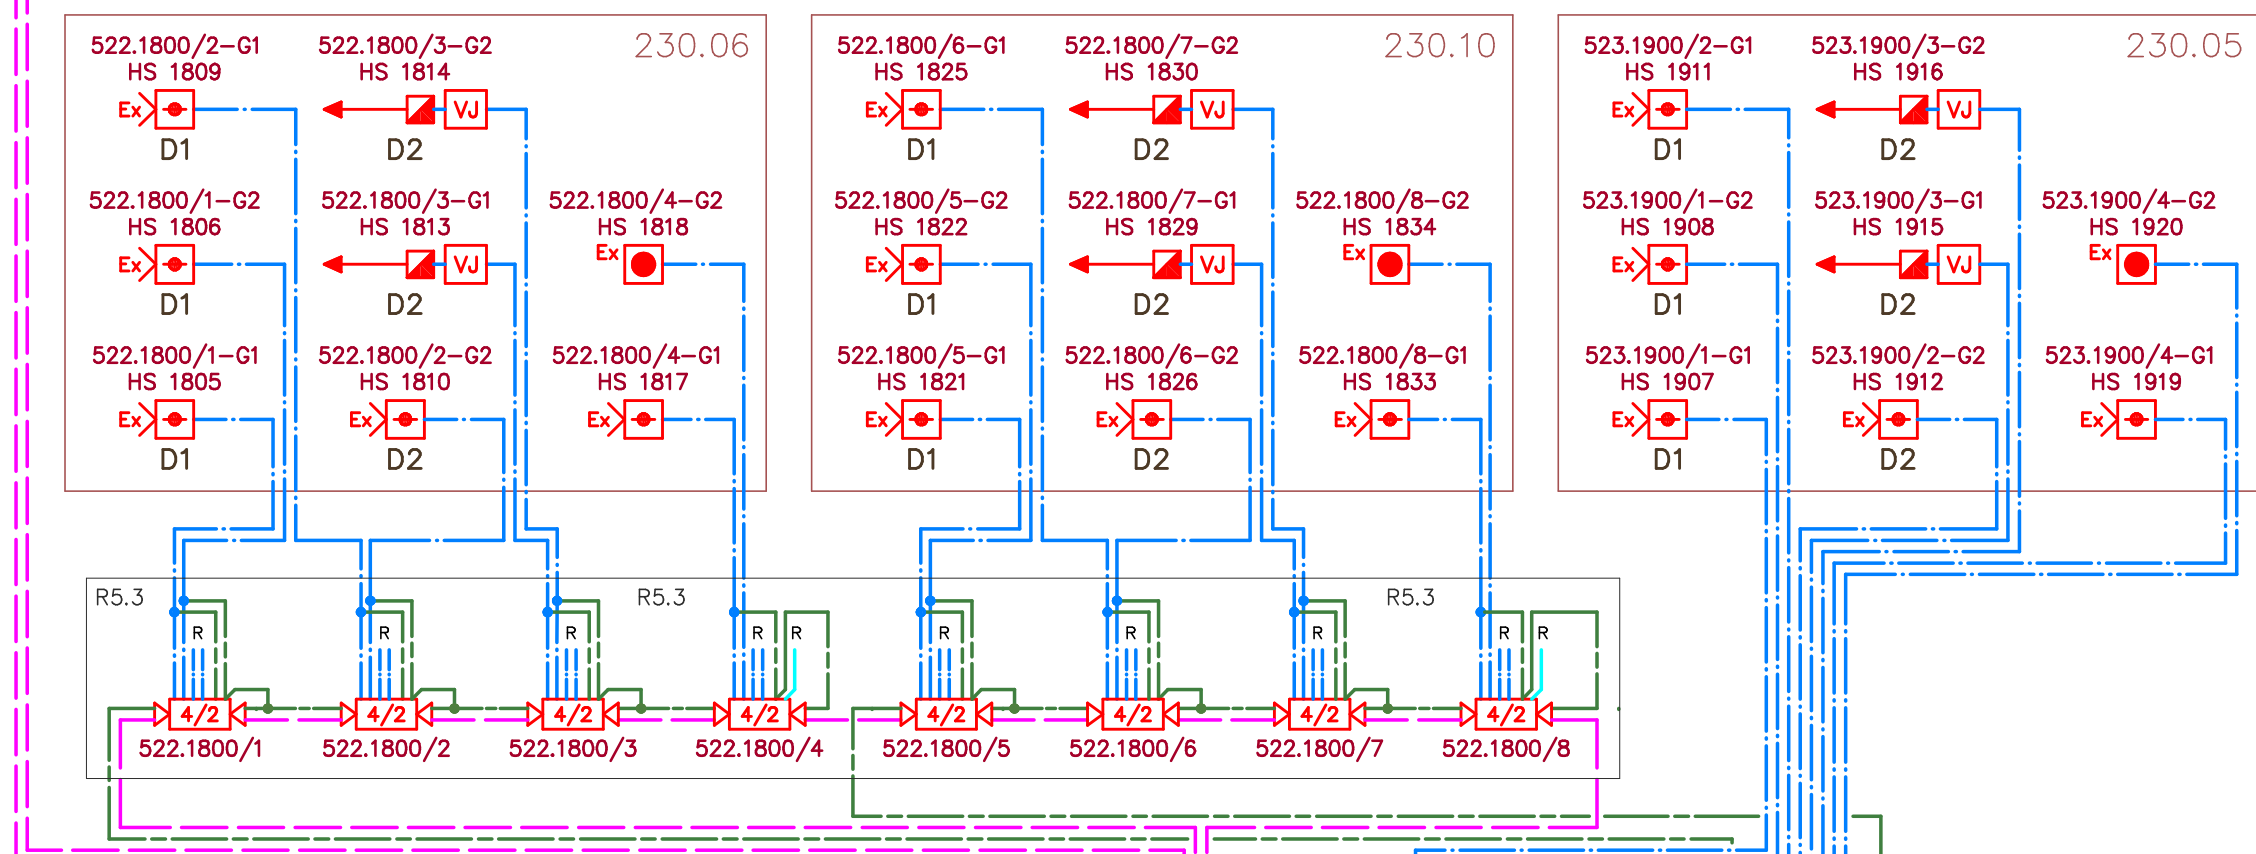 522.1800/2-G1 522.1800/3-G2 230.06
HS 1809 HS 1814
Ex VJ
D1 D2
522.1800/1-G2 522.1800/3-G1 522.1800/4-G2
HS 1806 HS 1813 HS 1818
Ex VJ Ex
D1 D2
522.1800/1-G1 522.1800/2-G2 522.1800/4-G1
HS 1805 HS 1810 HS 1817
Ex Ex Ex
D1 D2
522.1800/6-G1 522.1800/7-G2 230.10
HS 1825 HS 1830
Ex VJ
D1 D2
522.1800/5-G2 522.1800/7-G1 522.1800/8-G2
HS 1822 HS 1829 HS 1834
Ex VJ Ex
D1 D2
522.1800/5-G1 522.1800/6-G2 522.1800/8-G1
HS 1821 HS 1826 HS 1833
Ex Ex Ex
D1 D2
523.1900/2-G1 523.1900/3-G2 230.05
HS 1911 HS 1916
Ex VJ
D1 D2
523.1900/1-G2 523.1900/3-G1 523.1900/4-G2
HS 1908 HS 1915 HS 1920
Ex VJ Ex
D1 D2
523.1900/1-G1 523.1900/2-G2 523.1900/4-G1
HS 1907 HS 1912 HS 1919
Ex Ex Ex
D1 D2
R5.3 R5.3 R5.3
R R R R R R R R R R
4/2 4/2 4/2 4/2 4/2 4/2 4/2 4/2
522.1800/1 522.1800/2 522.1800/3 522.1800/4 522.1800/5 522.1800/6 522.1800/7 522.1800/8